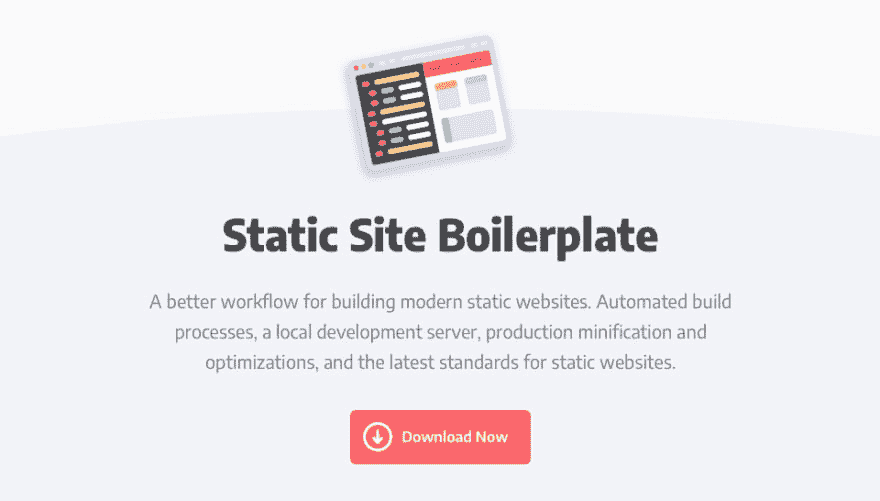 Static Site Boilerplate
A better workflow for building modern static websites. Automated build
processes, a local development server, production minification and
optimizations, and the latest standards for static websites.
Download Now